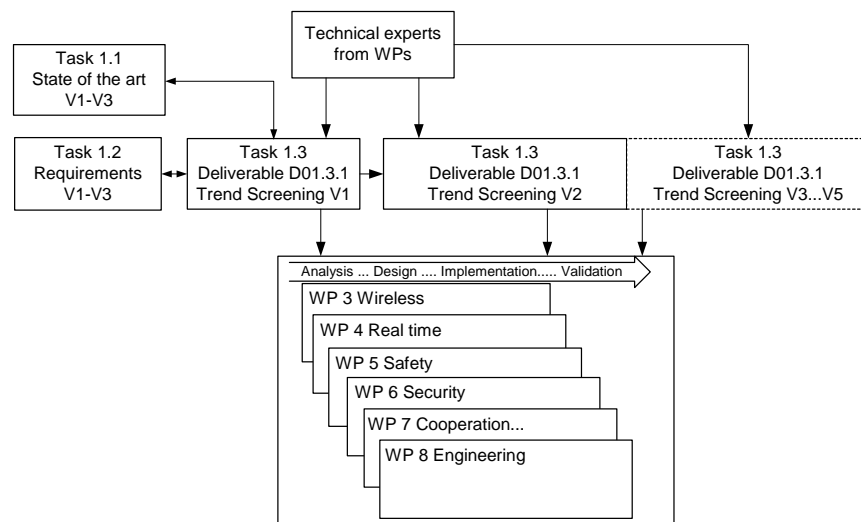 Technical experts
from WPs
Task 1.1
State of the art
V1-V3
Task 1.2
Requirements
V1-V3
Task 1.3
Deliverable D01.3.1
Trend Screening V1
Task 1.3
Deliverable D01.3.1
Trend Screening V2
Task 1.3
Deliverable D01.3.1
Trend Screening V3...V5
Analysis ... Design .... Implementation..... Validation
WP 3 Wireless
WP 4 Real time
WP 5 Safety
WP 6 Security
WP 7 Cooperation...
WP 8 Engineering